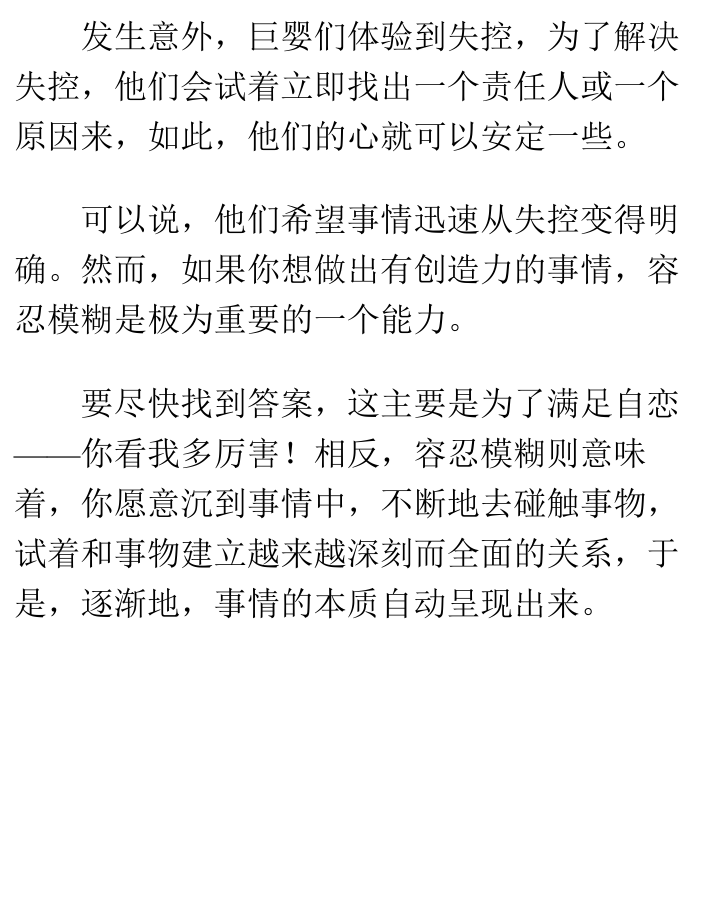 发生意外，巨婴们体验到失控，为了解决
失控，他们会试着立即找出一个责任人或一个
原因来，如此，他们的心就可以安定一些。
可以说，他们希望事情迅速从失控变得明
确。然而，如果你想做出有创造力的事情，容
忍模糊是极为重要的一个能力。
要尽快找到答案，这主要是为了满足自恋
——你看我多厉害！相反，容忍模糊则意味
着，你愿意沉到事情中，不断地去碰触事物，
试着和事物建立越来越深刻而全面的关系，于
是，逐渐地，事情的本质自动呈现出来。